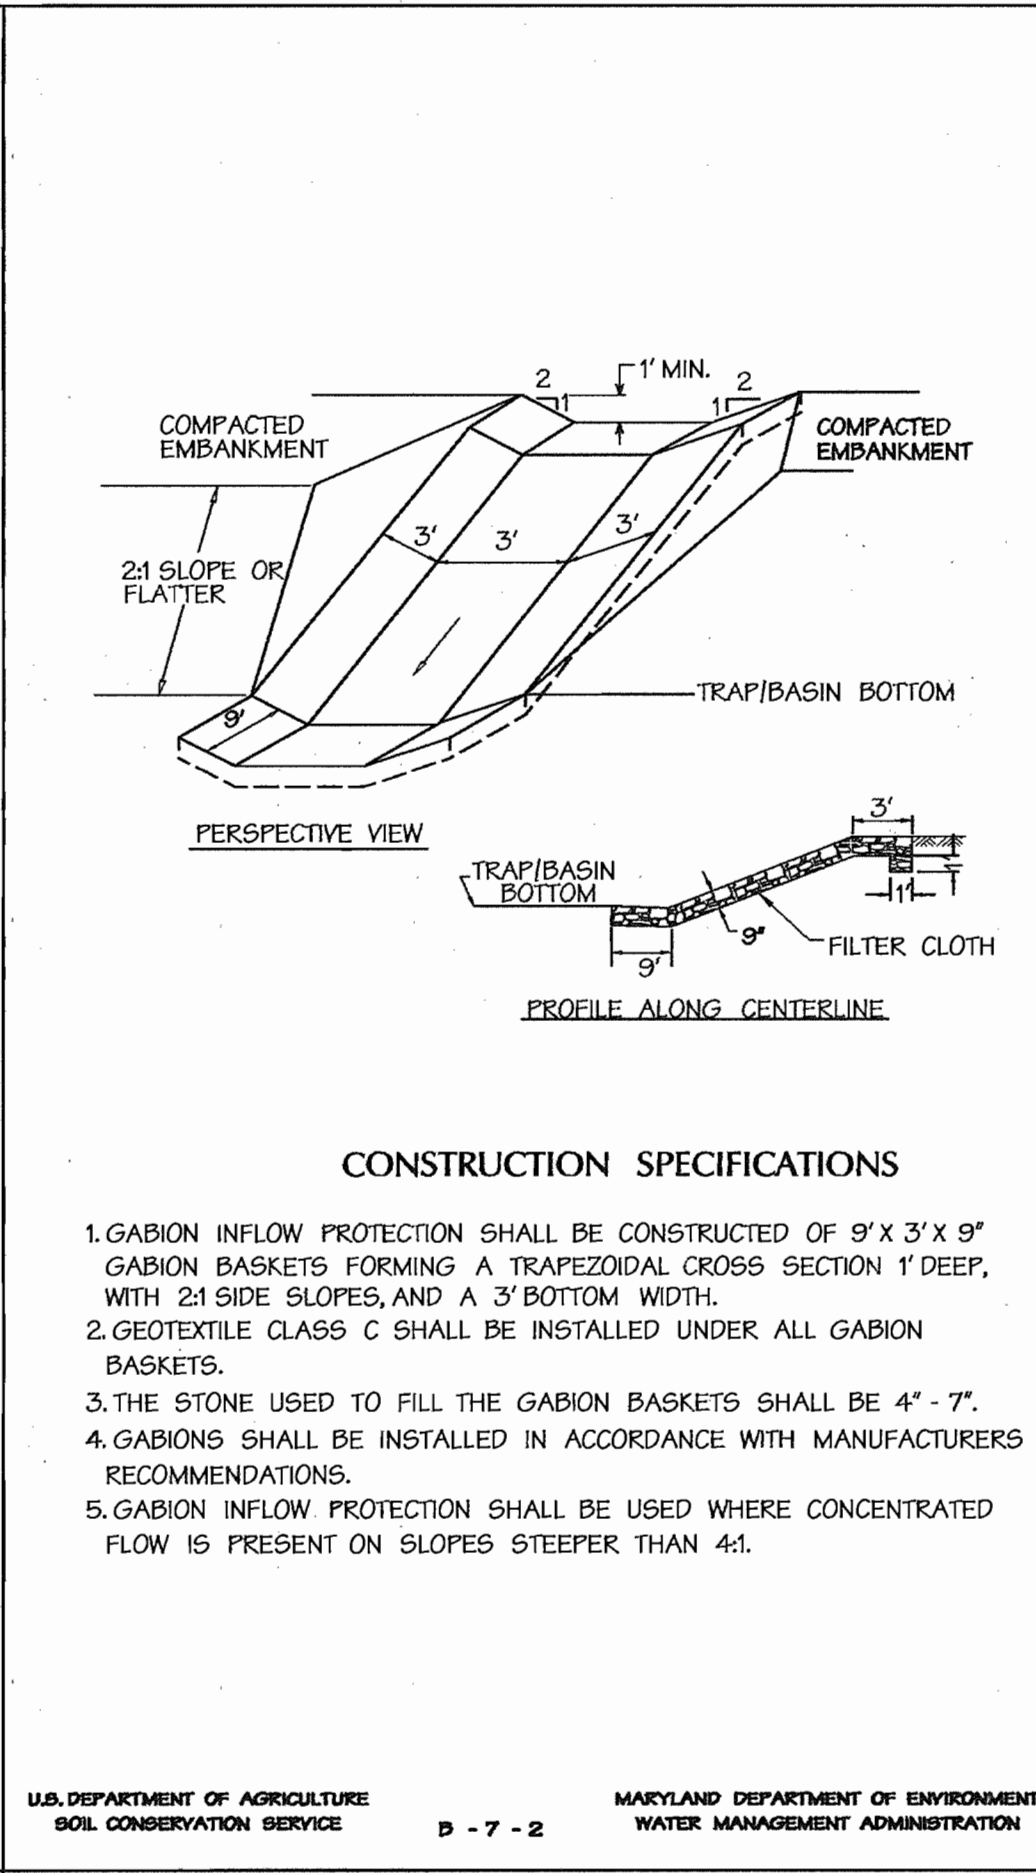 2
1
1' MIN.
2
1
COMPACTED
EMBANKMENT
COMPACTED
EMBANKMENT
3'
3'
3'
2:1 SLOPE OR
FLATTER
TRAP/BASIN BOTTOM
9'
PERSPECTIVE VIEW
3'
TRAP/BASIN
BOTTOM
1'
1'
9"
FILTER CLOTH
9'
PROFILE ALONG CENTERLINE
CONSTRUCTION SPECIFICATIONS
1. GABION INFLOW PROTECTION SHALL BE CONSTRUCTED OF 9' X 3' X 9"
GABION BASKETS FORMING A TRAPEZOIDAL CROSS SECTION 1' DEEP,
WITH 2:1 SIDE SLOPES, AND A 3' BOTTOM WIDTH.
2. GEOTEXTILE CLASS C SHALL BE INSTALLED UNDER ALL GABION
BASKETS.
3. THE STONE USED TO FILL THE GABION BASKETS SHALL BE 4" - 7".
4. GABIONS SHALL BE INSTALLED IN ACCORDANCE WITH MANUFACTURERS
RECOMMENDATIONS.
5. GABION INFLOW PROTECTION SHALL BE USED WHERE CONCENTRATED
FLOW IS PRESENT ON SLOPES STEEPER THAN 4:1.
U.S. DEPARTMENT OF AGRICULTURE
SOIL CONSERVATION SERVICE
B - 7 - 2
MARYLAND DEPARTMENT OF ENVIRONMENT
WATER MANAGEMENT ADMINISTRATION